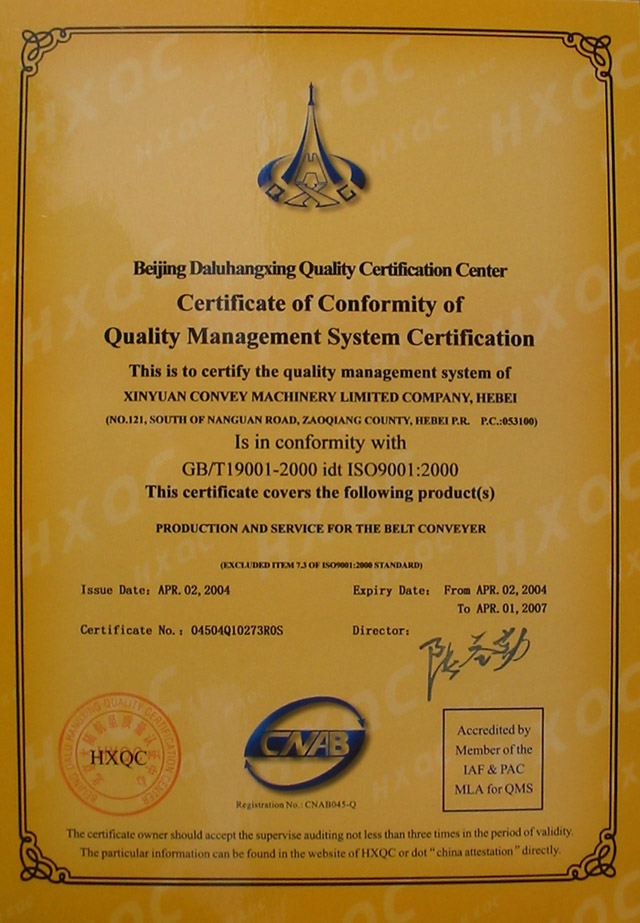 Beijing Daluhangxing Quality Certification Center
Certificate of Conformity of
Quality Management System Certification
This is to certify the quality management system of
XINYUAN CONVEY MACHINERY LIMITED COMPANY, HEBEI
(NO.121, SOUTH OF NANGUAN ROAD, ZAOQIANG COUNTY, HEBEI P.R. P.C.:053100)
Is in conformity with
GB/T19001-2000 idt ISO9001:2000
This certificate covers the following product(s)
PRODUCTION AND SERVICE FOR THE BELT CONVEYER
(EXCLUDED ITEM 7.3 OF ISO9001:2000 STANDARD)
Issue Date: APR. 02, 2004 Expiry Date: From APR. 02, 2004
To APR. 01, 2007
Certificate No.: 04504Q10273R0S Director:
HXQC
CNAB
Registration No.: CNAB045-Q
Accredited by
Member of the
IAF & PAC
MLA for QMS
The certificate owner should accept the supervise auditing not less than three times in the period of validity.
The particular information can be found in the website of HXQC or dot "china attestation" directly.